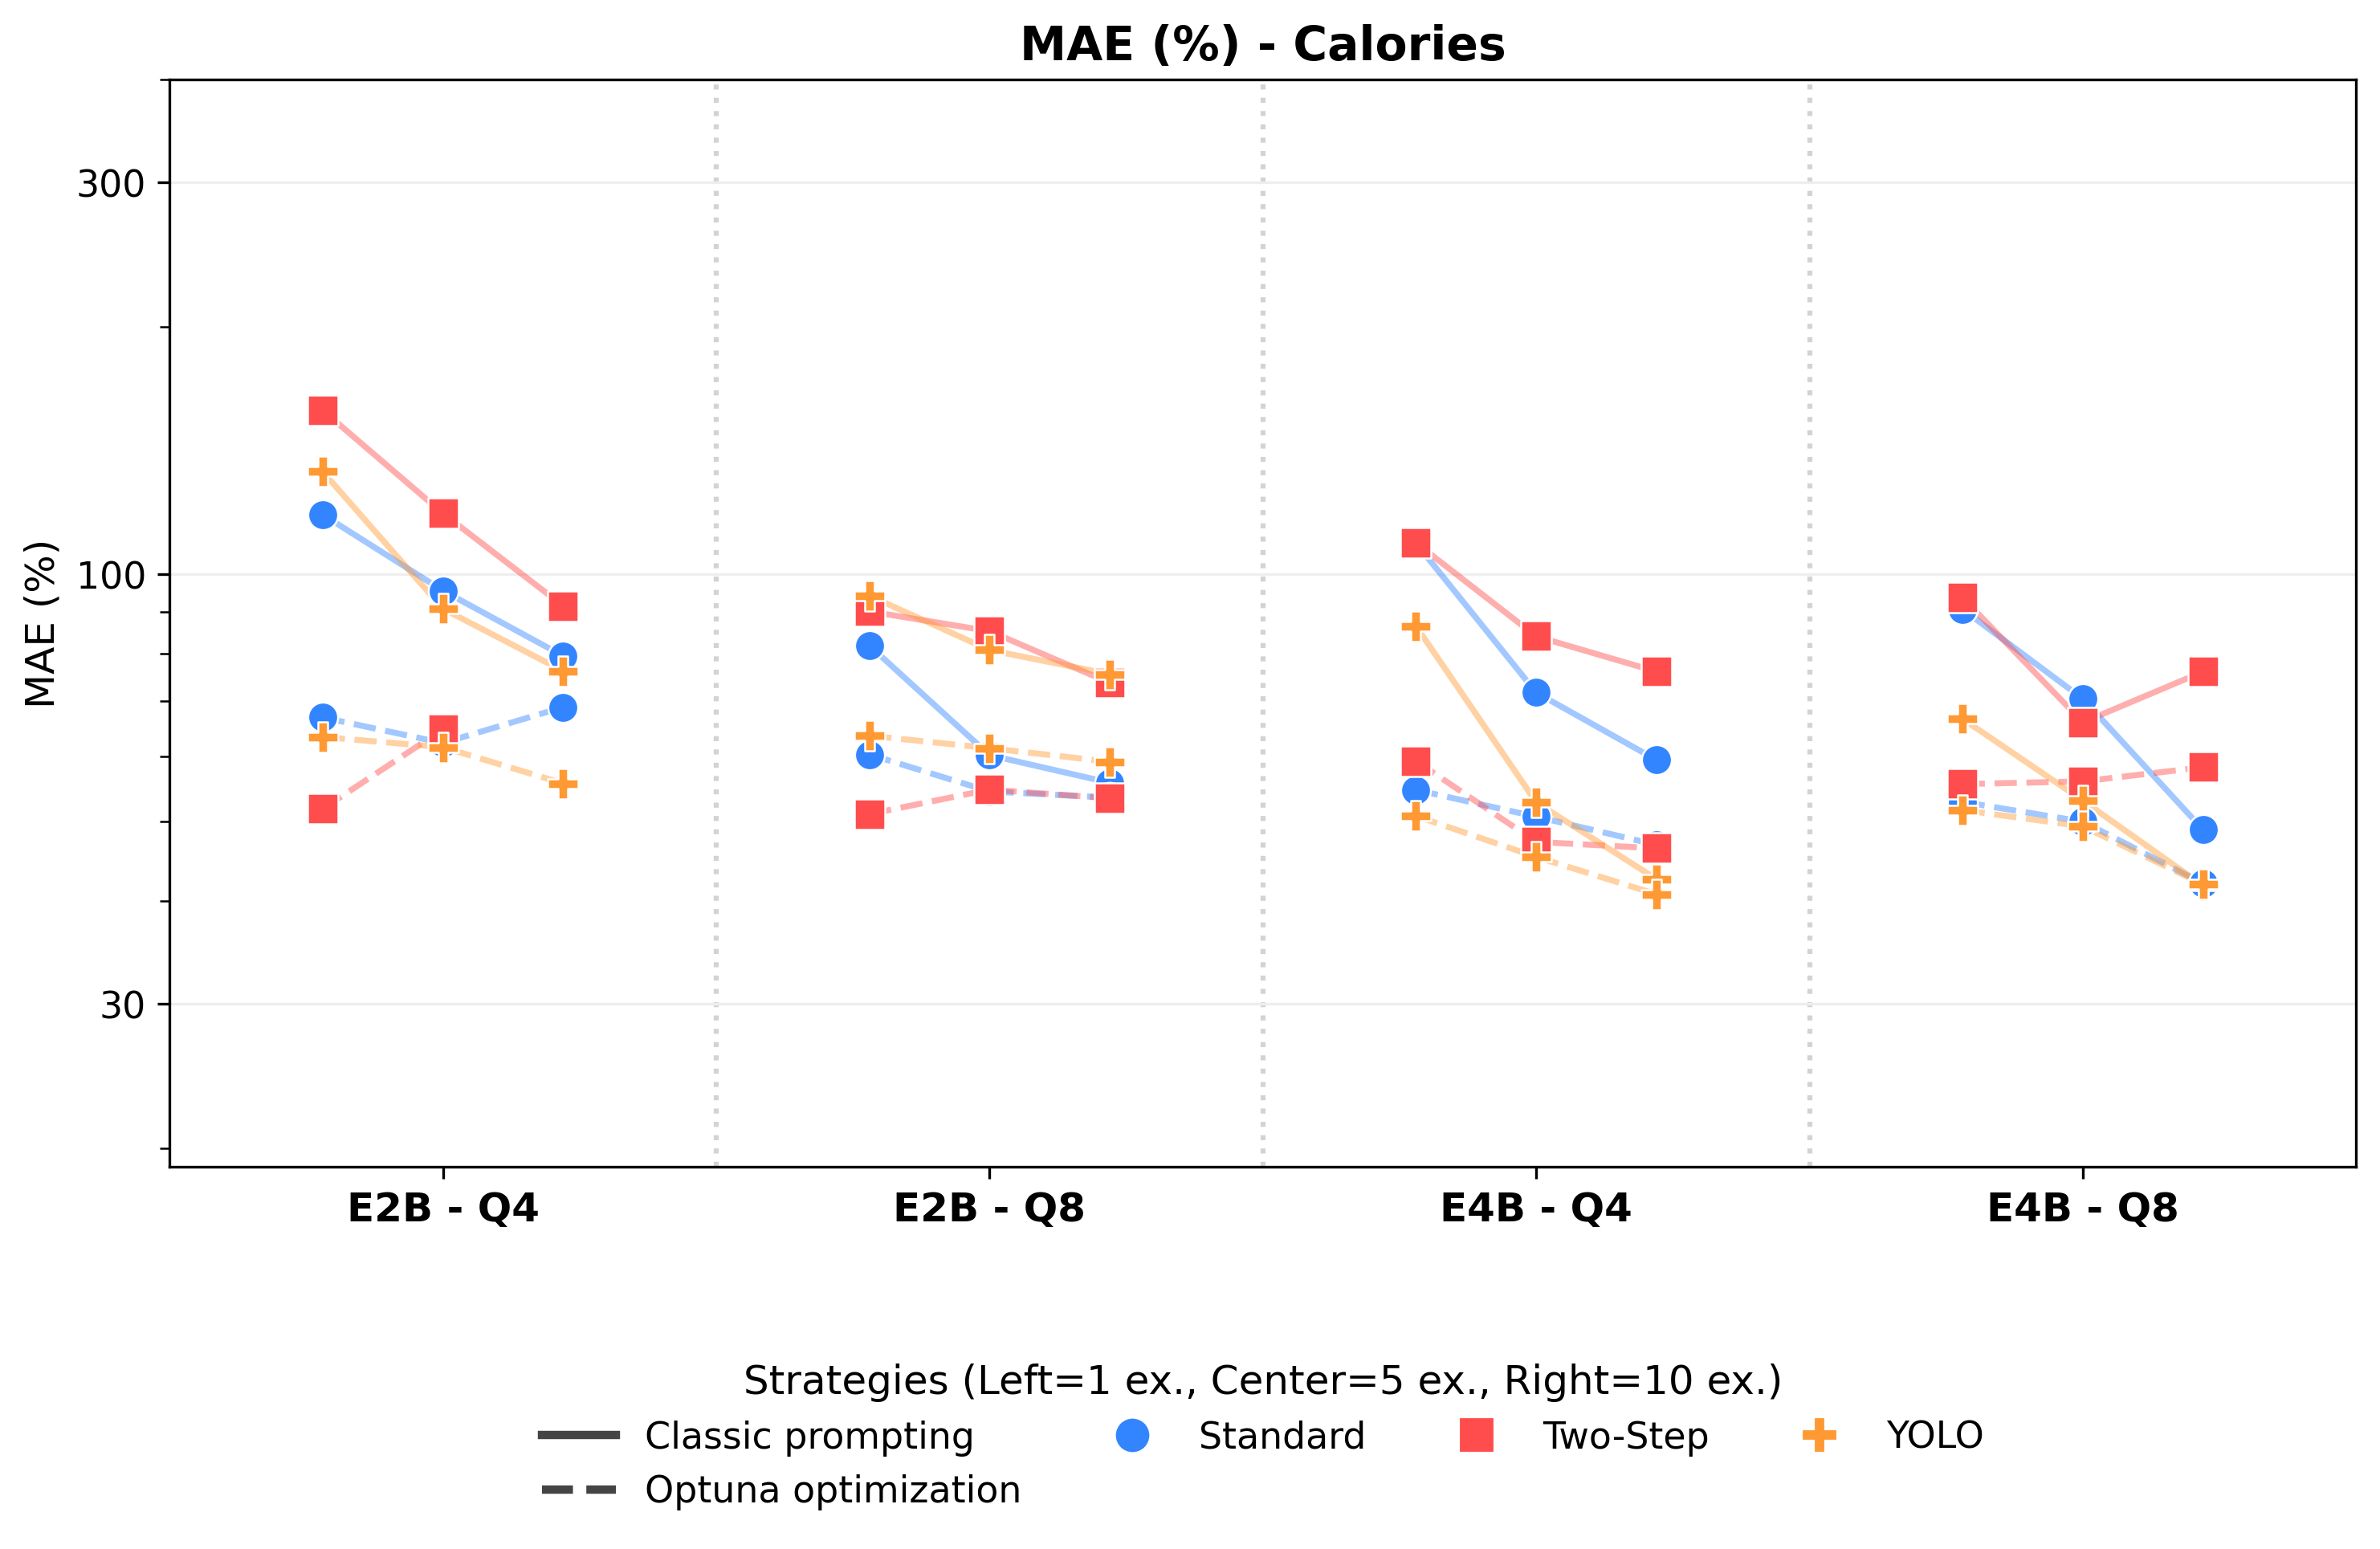 MAE (%) - Calories
MAE (%)
300
100
30
E2B - Q4
E2B - Q8
E4B - Q4
E4B - Q8
Strategies (Left=1 ex., Center=5 ex., Right=10 ex.)
Classic prompting
Standard
Two-Step
YOLO
Optuna optimization